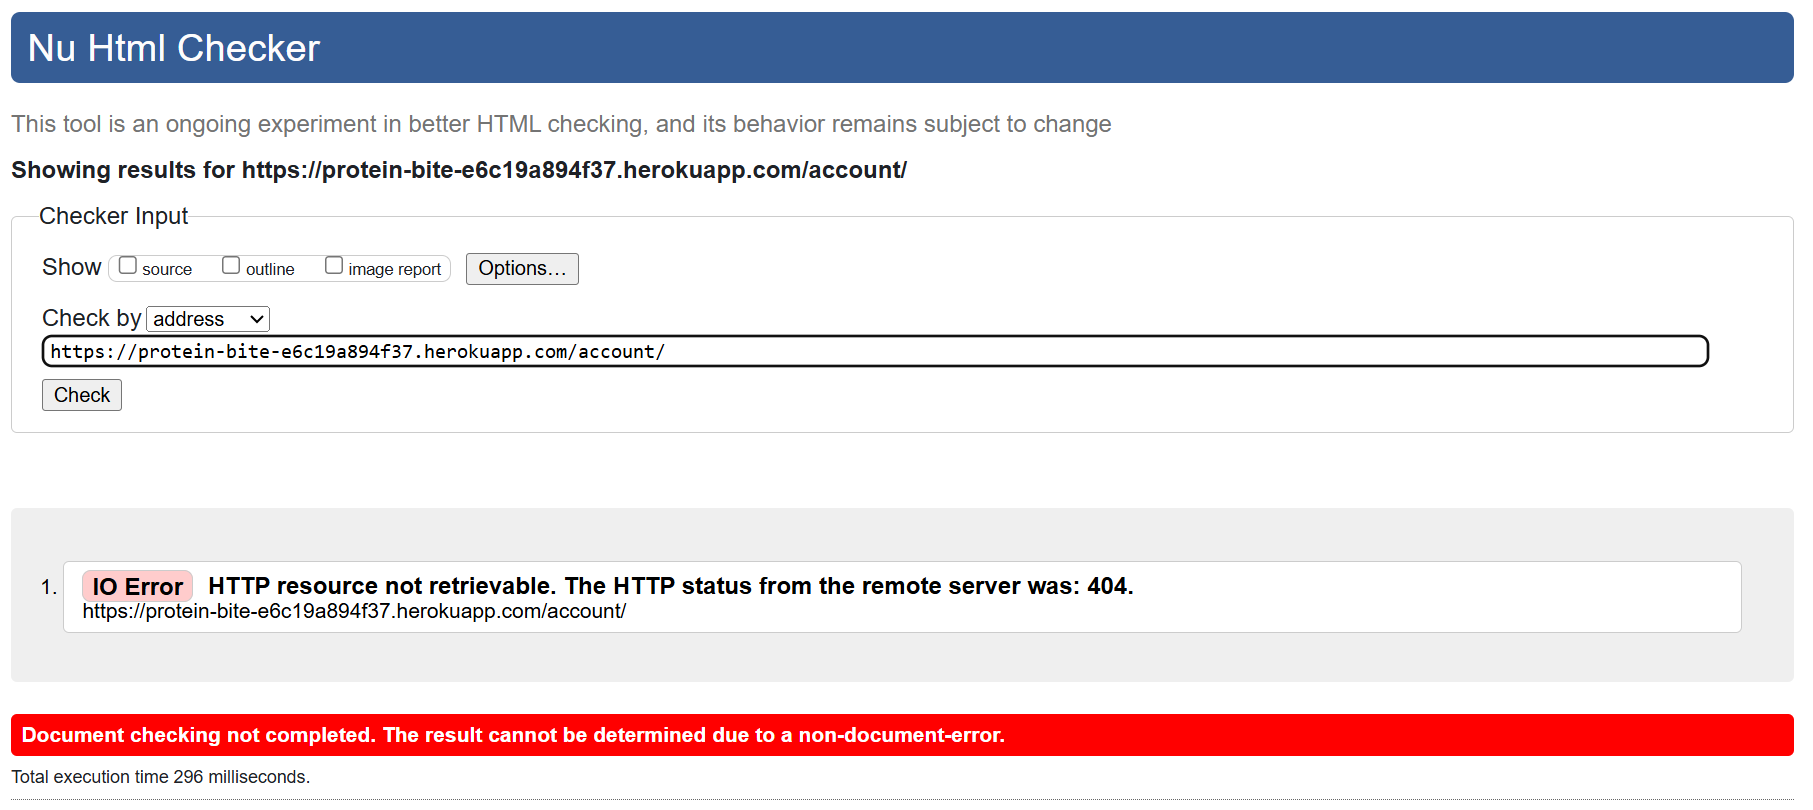 Nu Html Checker
This tool is an ongoing experiment in better HTML checking, and its behavior remains subject to change
Showing results for https://protein-bite-e6c19a894f37.herokuapp.com/account/
Checker Input
Show source outline image report Options...
Check by address
https://protein-bite-e6c19a894f37.herokuapp.com/account/
Check
1. IO Error HTTP resource not retrievable. The HTTP status from the remote server was: 404.
https://protein-bite-e6c19a894f37.herokuapp.com/account/
Document checking not completed. The result cannot be determined due to a non-document-error.
Total execution time 296 milliseconds.